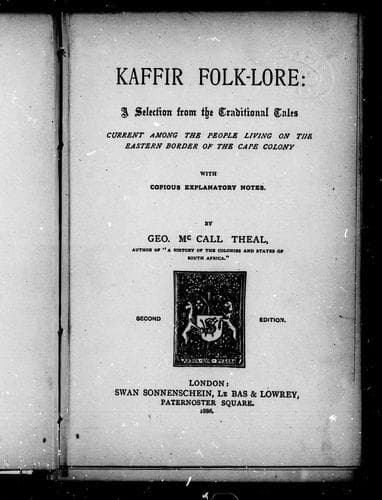 KAFFIR FOLK-LORE:
A Selection from the Traditional Tales
CURRENT AMONG THE PEOPLE LIVING ON THE
EASTERN BORDER OF THE CAPE COLONY
WITH
COPIOUS EXPLANATORY NOTES.
BY
GEO. Mc CALL THEAL,
AUTHOR OF "A HISTORY OF THE COLONIES AND STATES OF
SOUTH AFRICA."
SECOND EDITION.
LONDON:
SWAN SONNENSCHEIN, LE BAS & LOWREY,
PATERNOSTER SQUARE.
1886.